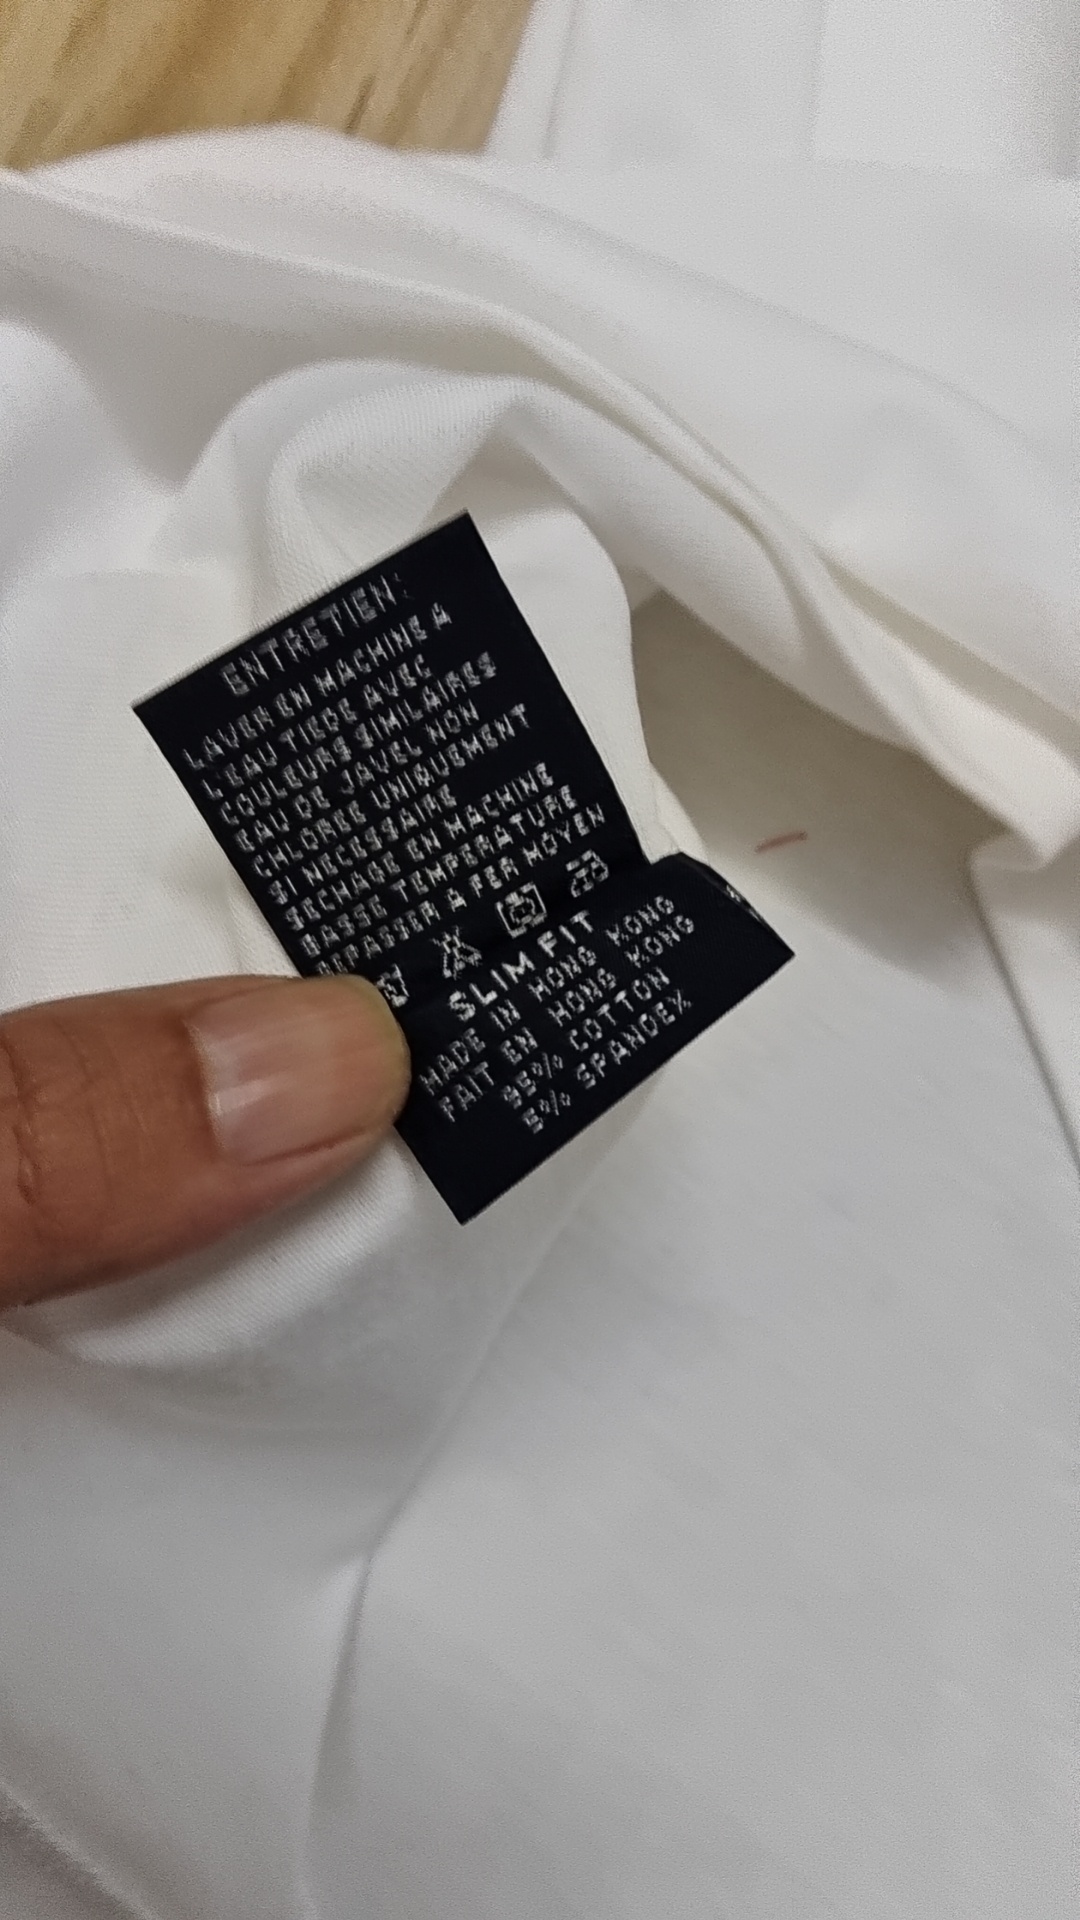 ENTRETIEN:
LAVER EN MACHINE A
L'EAU TIEDE AVEC
COULEURS SIMILAIRES
EAU DE JAVEL NON
CHLOREE UNIQUEMENT
SI NECESSAIRE
SECHAGE EN MACHINE
BASSE TEMPERATURE
REPASSER A FER MOYEN
SLIM FIT
MADE IN HONG KONG
FAIT EN HONG KONG
95% COTTON
5% SPANDEX